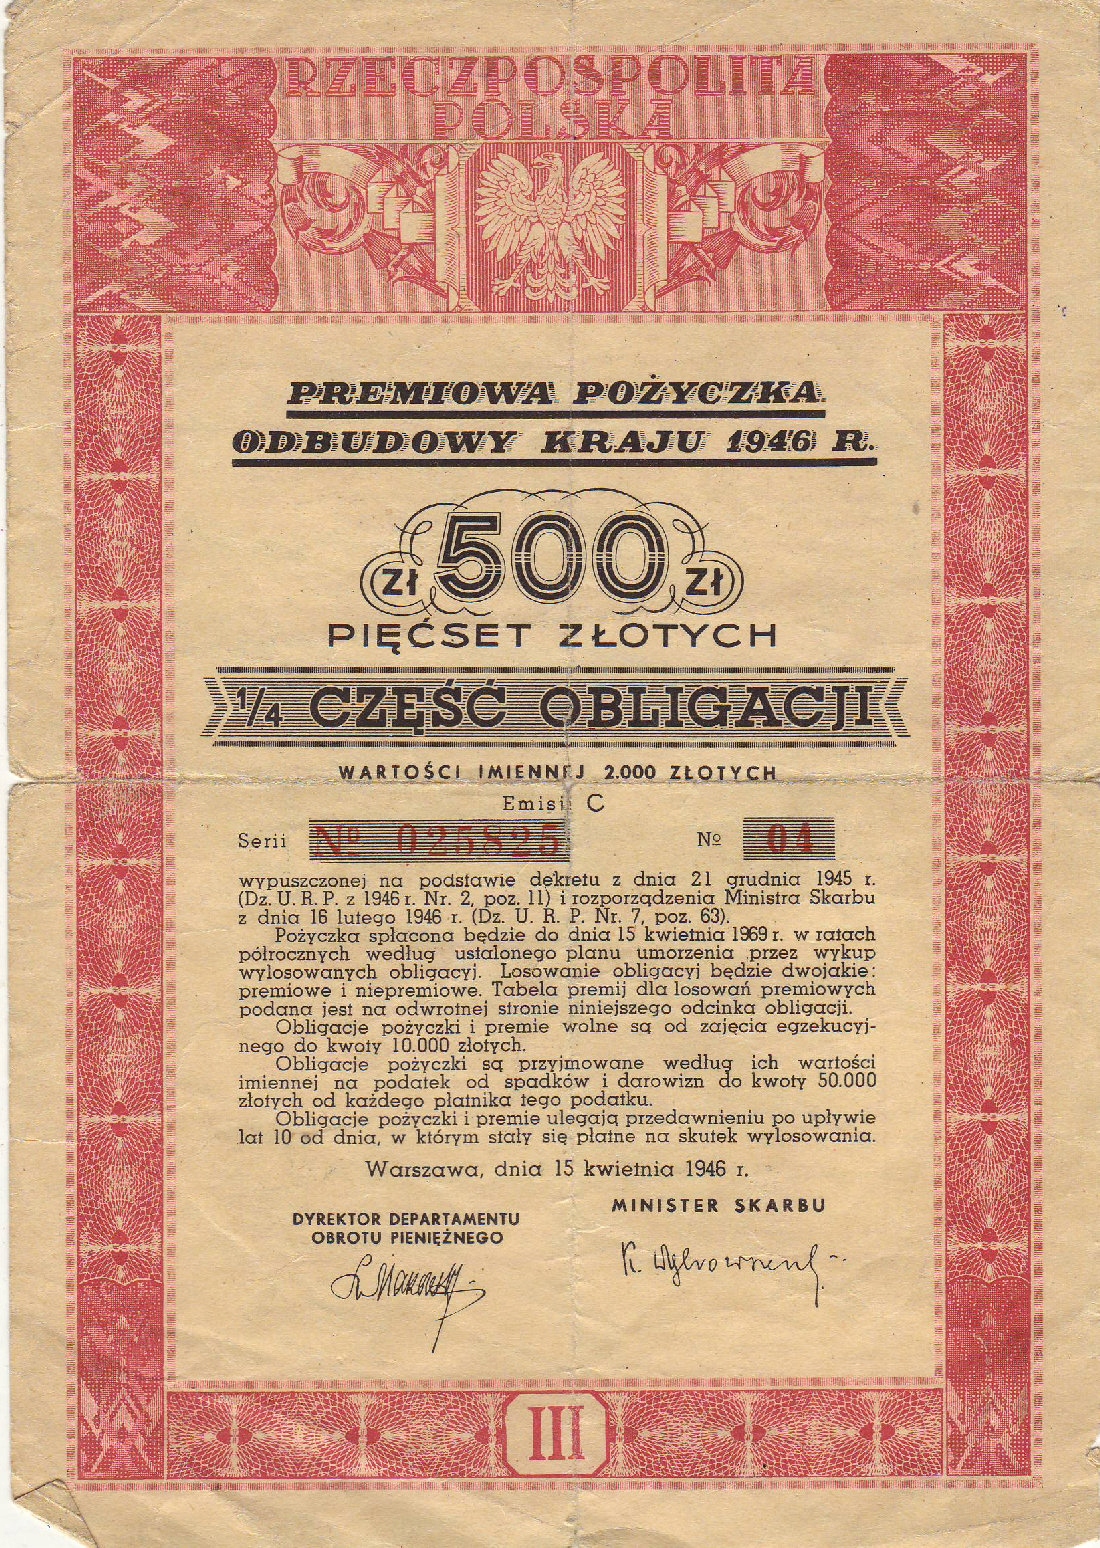 RZECZPOSPOLITA
POLSKA
PREMIOWA POŻYCZKA
ODBUDOWY KRAJU 1946 R.
zł 500 zł
PIĘĆSET ZŁOTYCH
1/4 CZĘŚĆ OBLIGACJI
WARTOŚCI IMIENNEJ 2.000 ZŁOTYCH
Emisji C
Serii № 025825 № 04
wypuszczonej na podstawie dekretu z dnia 21 grudnia 1945 r.
(Dz. U. R. P. z 1946 r. Nr. 2, poz. 11) i rozporządzenia Ministra Skarbu
z dnia 16 lutego 1946 r. (Dz. U. R. P. Nr. 7, poz. 63).
Pożyczka spłacona będzie do dnia 15 kwietnia 1969 r. w ratach
półrocznych według ustalonego planu umorzenia przez wykup
wylosowanych obligacyj. Losowanie obligacyj będzie dwojakie:
premiowe i niepremiowe. Tabela premij dla losowań premiowych
podana jest na odwrotnej stronie niniejszego odcinka obligacji.
Obligacje pożyczki i premie wolne są od zajęcia egzekucyj-
nego do kwoty 10.000 złotych.
Obligacje pożyczki są przyjmowane według ich wartości
imiennej na podatek od spadków i darowizn do kwoty 50.000
złotych od każdego płatnika tego podatku.
Obligacje pożyczki i premie ulegają przedawnieniu po upływie
lat 10 od dnia, w którym stały się płatne na skutek wylosowania.
Warszawa, dnia 15 kwietnia 1946 r.
MINISTER SKARBU
DYREKTOR DEPARTAMENTU
OBROTU PIENIĘŻNEGO
III